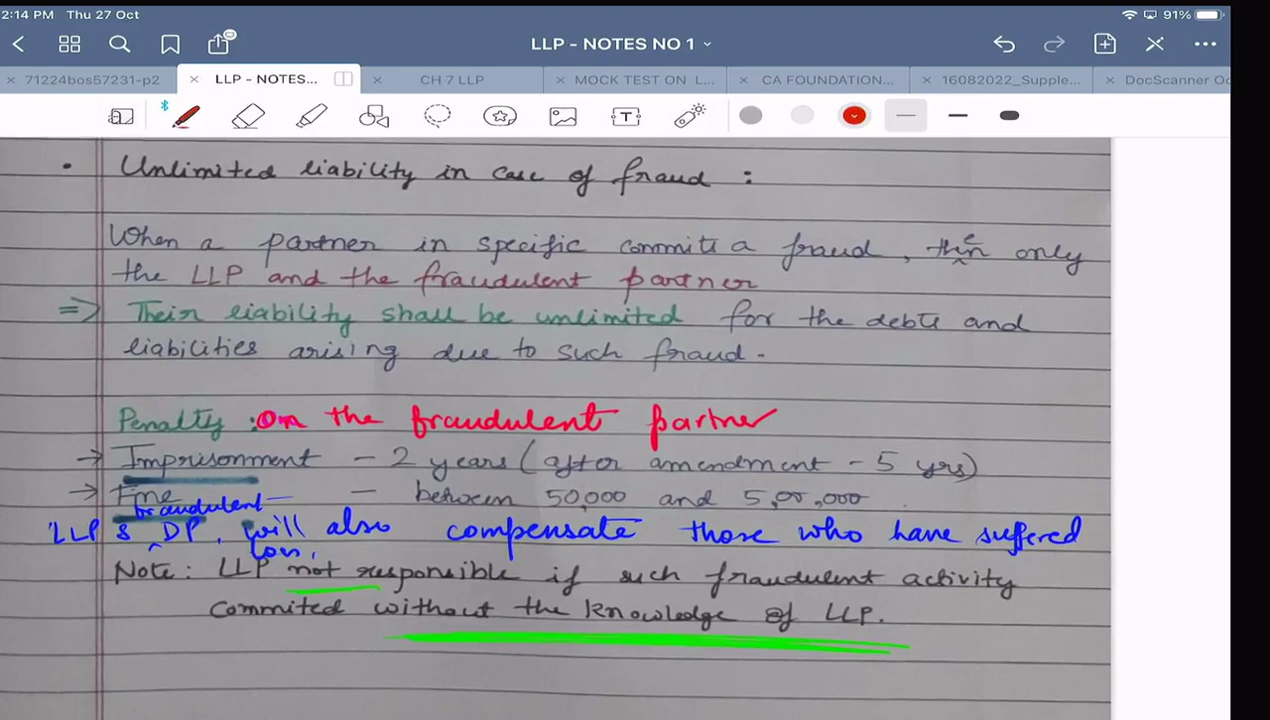 2:14 PM Thu 27 Oct
91%
LLP - NOTES NO 1
71224bos57231-p2
LLP - NOTES...
CH 7 LLP
MOCK TEST ON L...
CA FOUNDATION...
16082022_Supple...
DocScanner Oc
• Unlimited liability in case of fraud :
When a partner in specific commits a fraud, then only
the LLP and the fraudulent partner
⇒ Their liability shall be unlimited for the debts and
liabilities arising due to such fraud.
Penalty : On the fraudulent partner
→ Imprisonment - 2 years (after amendment - 5 yrs)
→ Fine - between 50,000 and 5,00,000
fraudulent
LLP & DP, will also compensate those who have suffered
loss.
Note: LLP not responsible if such fraudulent activity
commited without the knowledge of LLP.